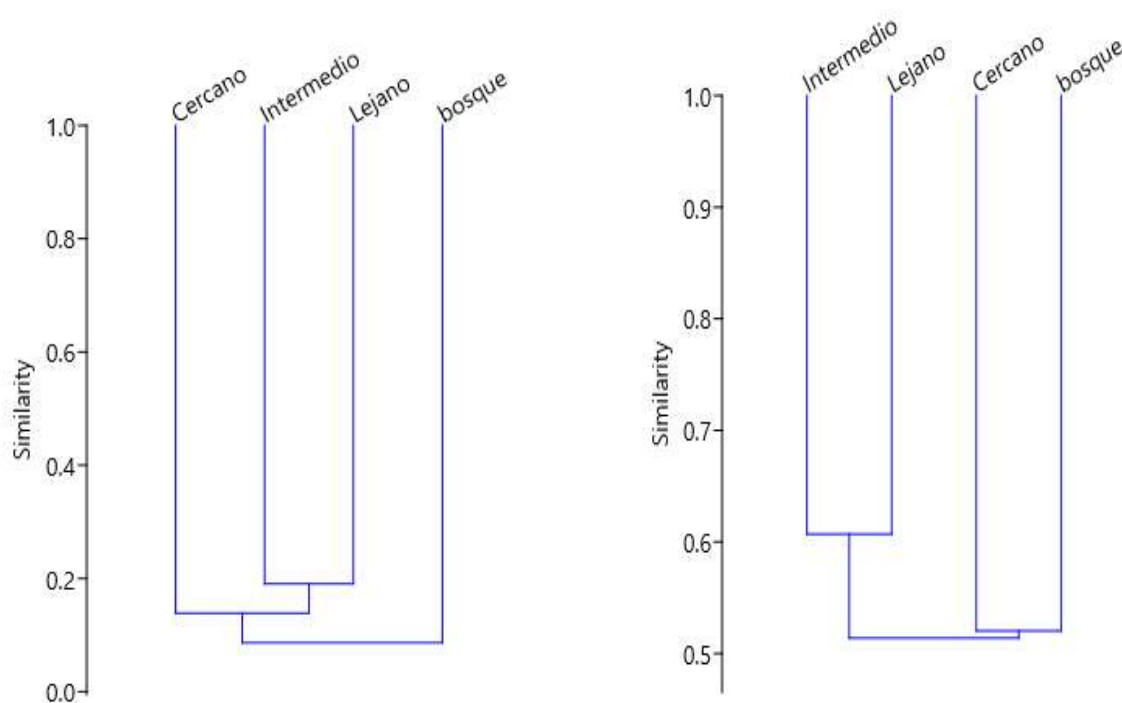 Cercano
Intermedio
Lejano
bosque
1.0
0.8
0.6
0.4
0.2
0.0
Similarity
Intermedio
Lejano
Cercano
bosque
1.0
0.9
0.8
0.7
0.6
0.5
Similarity